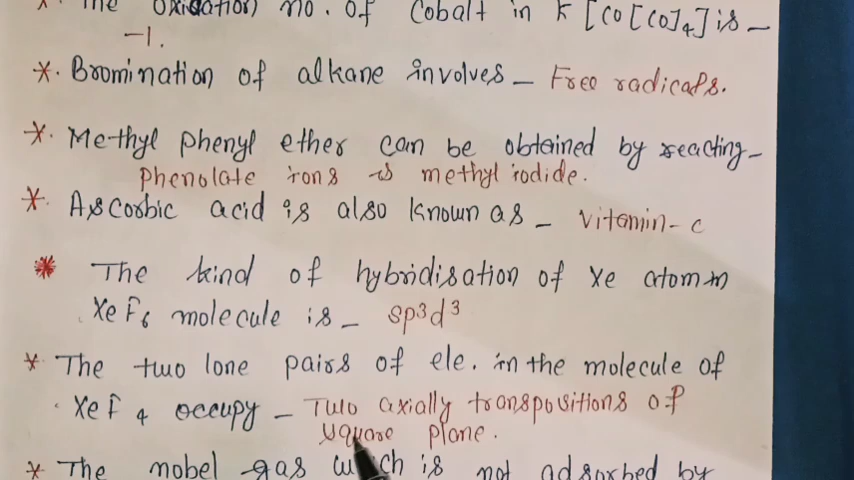 *. The oxidation no. of Cobalt in K [Co[CO]4] is -
-1.
*. Bromination of alkane involves - Free radicals.
*. Methyl phenyl ether can be obtained by reacting -
Phenolate irons is methyl iodide.
*. Ascorbic acid is also known as - vitamin - c
* The kind of hybridisation of Xe atom in
XeF6 molecule is - sp3d3
* The two lone pairs of ele. in the molecule of
XeF4 occupy - Two axially transpositions of
square plane.
* The nobel gas which is not adsorbed by